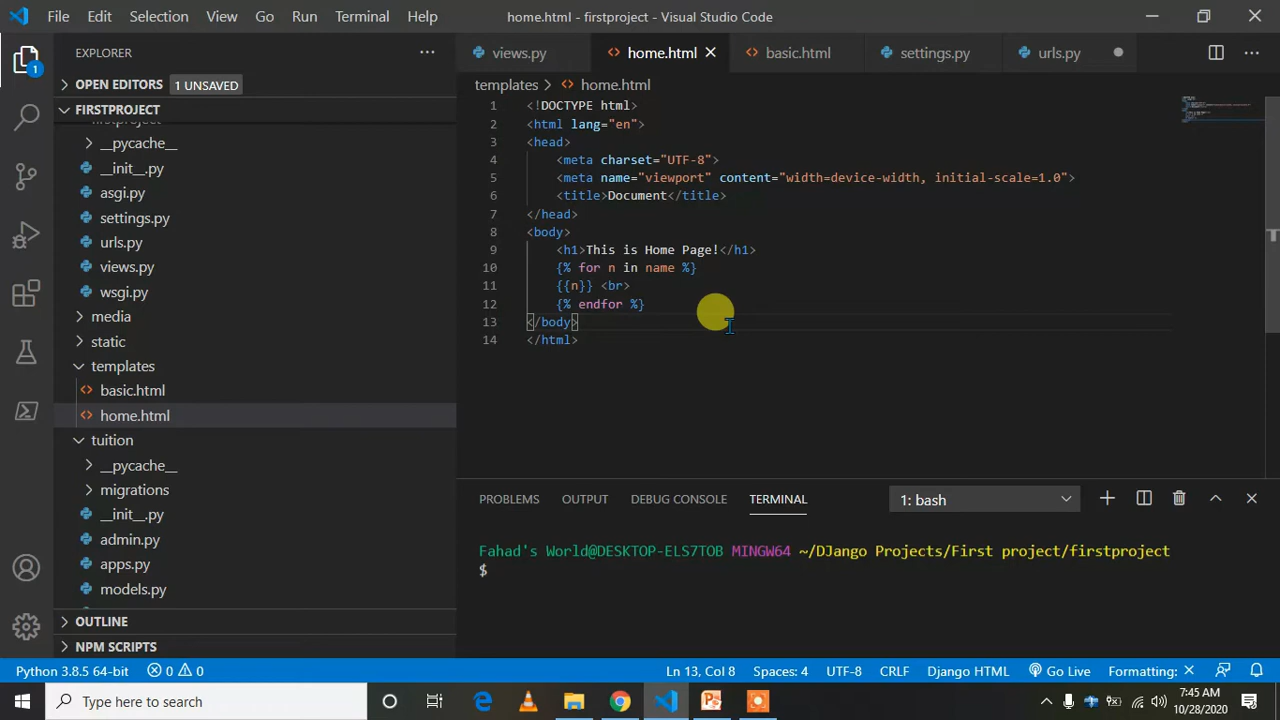 File Edit Selection View Go Run Terminal Help home.html - firstproject - Visual Studio Code
EXPLORER
views.py home.html basic.html settings.py urls.py
OPEN EDITORS 1 UNSAVED
templates > home.html
FIRSTPROJECT
firstproject
__pycache__
__init__.py
asgi.py
settings.py
urls.py
views.py
wsgi.py
media
static
templates
basic.html
home.html
tuition
__pycache__
migrations
__init__.py
admin.py
apps.py
models.py
OUTLINE
NPM SCRIPTS
1 <!DOCTYPE html>
2 <html lang="en">
3 <head>
4 <meta charset="UTF-8">
5 <meta name="viewport" content="width=device-width, initial-scale=1.0">
6 <title>Document</title>
7 </head>
8 <body>
9 <h1>This is Home Page!</h1>
10 {% for n in name %}
11 {{n}} <br>
12 {% endfor %}
13 </body>
14 </html>
PROBLEMS OUTPUT DEBUG CONSOLE TERMINAL 1: bash
Fahad's World@DESKTOP-ELS7TOB MINGW64 ~/DJango Projects/First project/firstproject
$
1
Python 3.8.5 64-bit 0 0 Ln 13, Col 8 Spaces: 4 UTF-8 CRLF Django HTML Go Live Formatting: ×
Type here to search
7:45 AM
10/28/2020